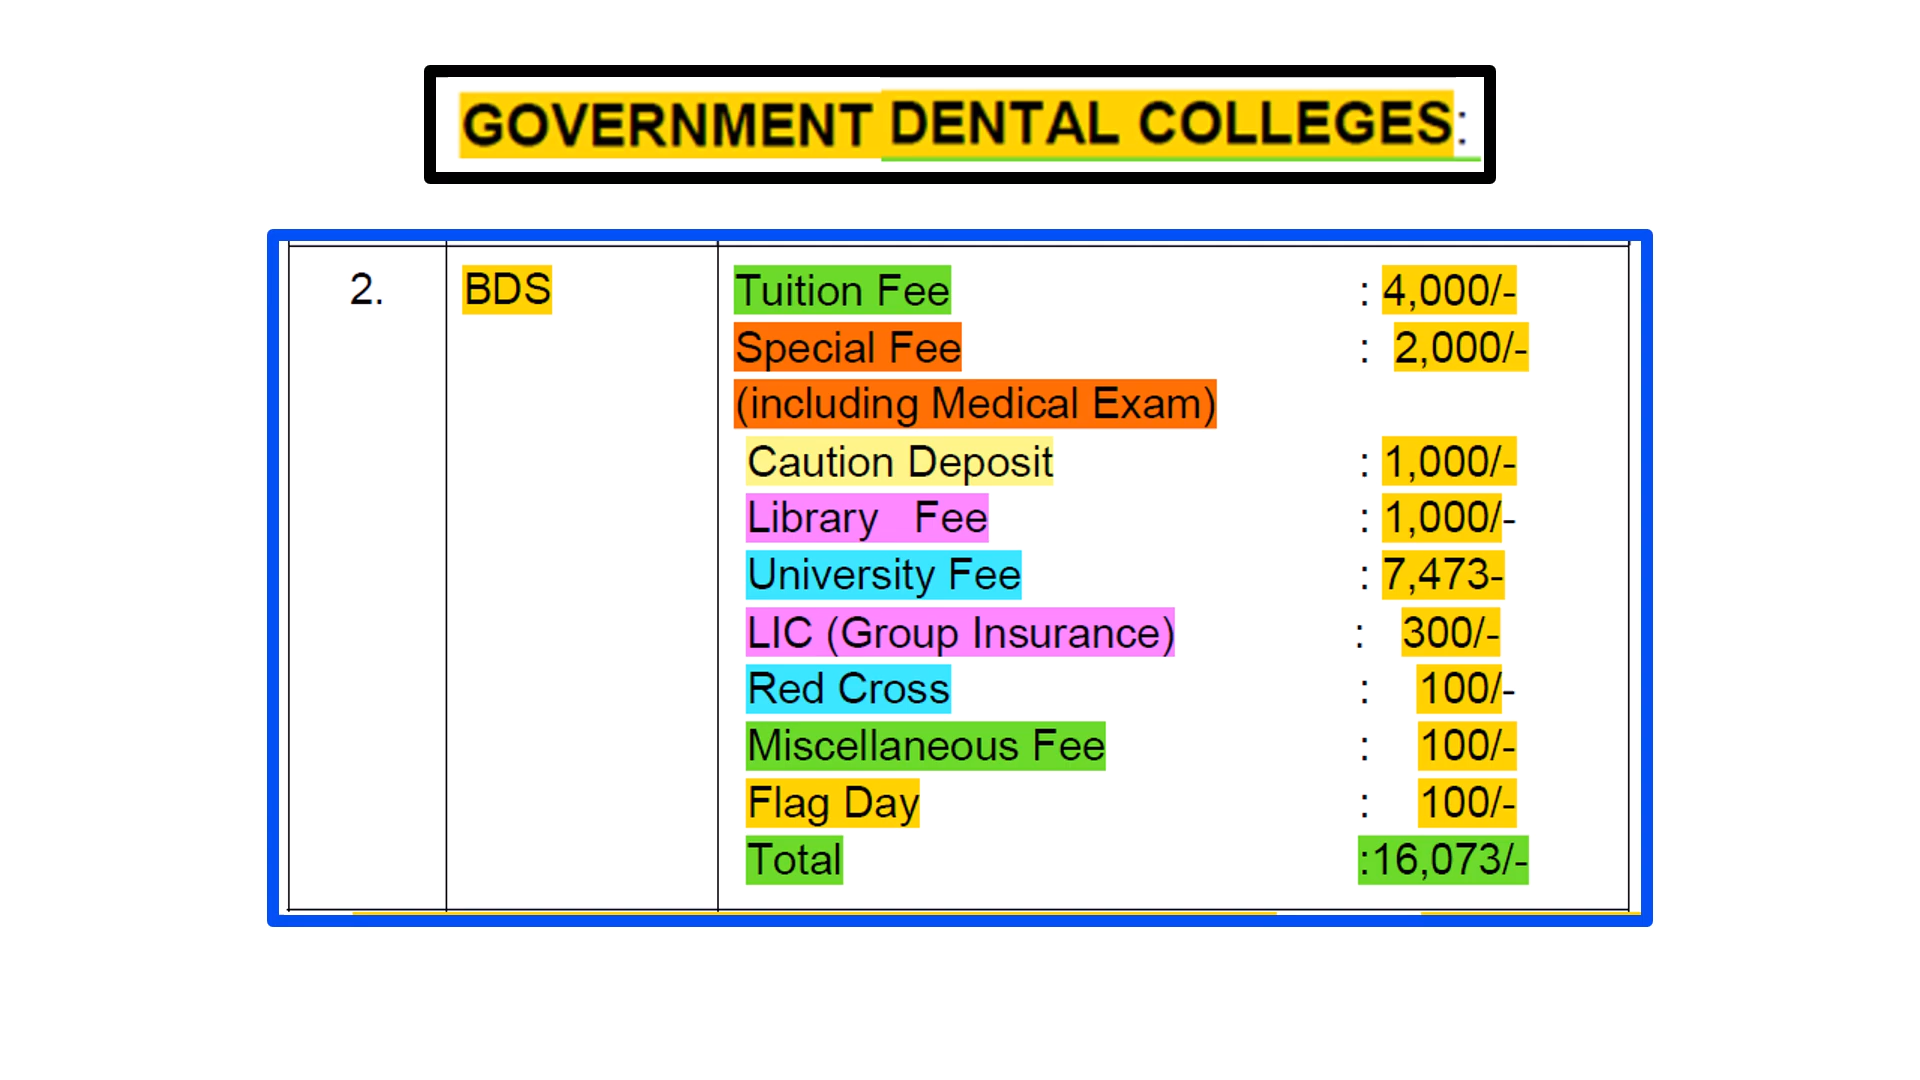 GOVERNMENT DENTAL COLLEGES:
2. BDS Tuition Fee : 4,000/-
Special Fee : 2,000/-
(including Medical Exam)
Caution Deposit : 1,000/-
Library Fee : 1,000/-
University Fee : 7,473-
LIC (Group Insurance) : 300/-
Red Cross : 100/-
Miscellaneous Fee : 100/-
Flag Day : 100/-
Total :16,073/-